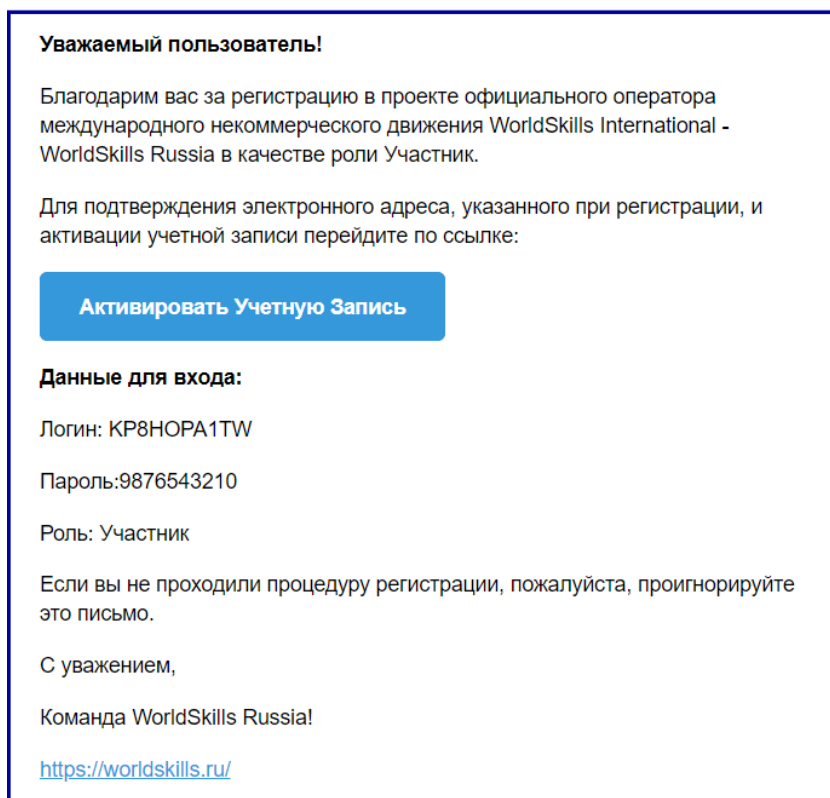 Уважаемый пользователь!
Благодарим вас за регистрацию в проекте официального оператора
международного некоммерческого движения WorldSkills International -
WorldSkills Russia в качестве роли Участник.
Для подтверждения электронного адреса, указанного при регистрации, и
активации учетной записи перейдите по ссылке:
Активировать Учетную Запись
Данные для входа:
Логин: KP8HOPA1TW
Пароль:9876543210
Роль: Участник
Если вы не проходили процедуру регистрации, пожалуйста, проигнорируйте
это письмо.
С уважением,
Команда WorldSkills Russia!
https://worldskills.ru/